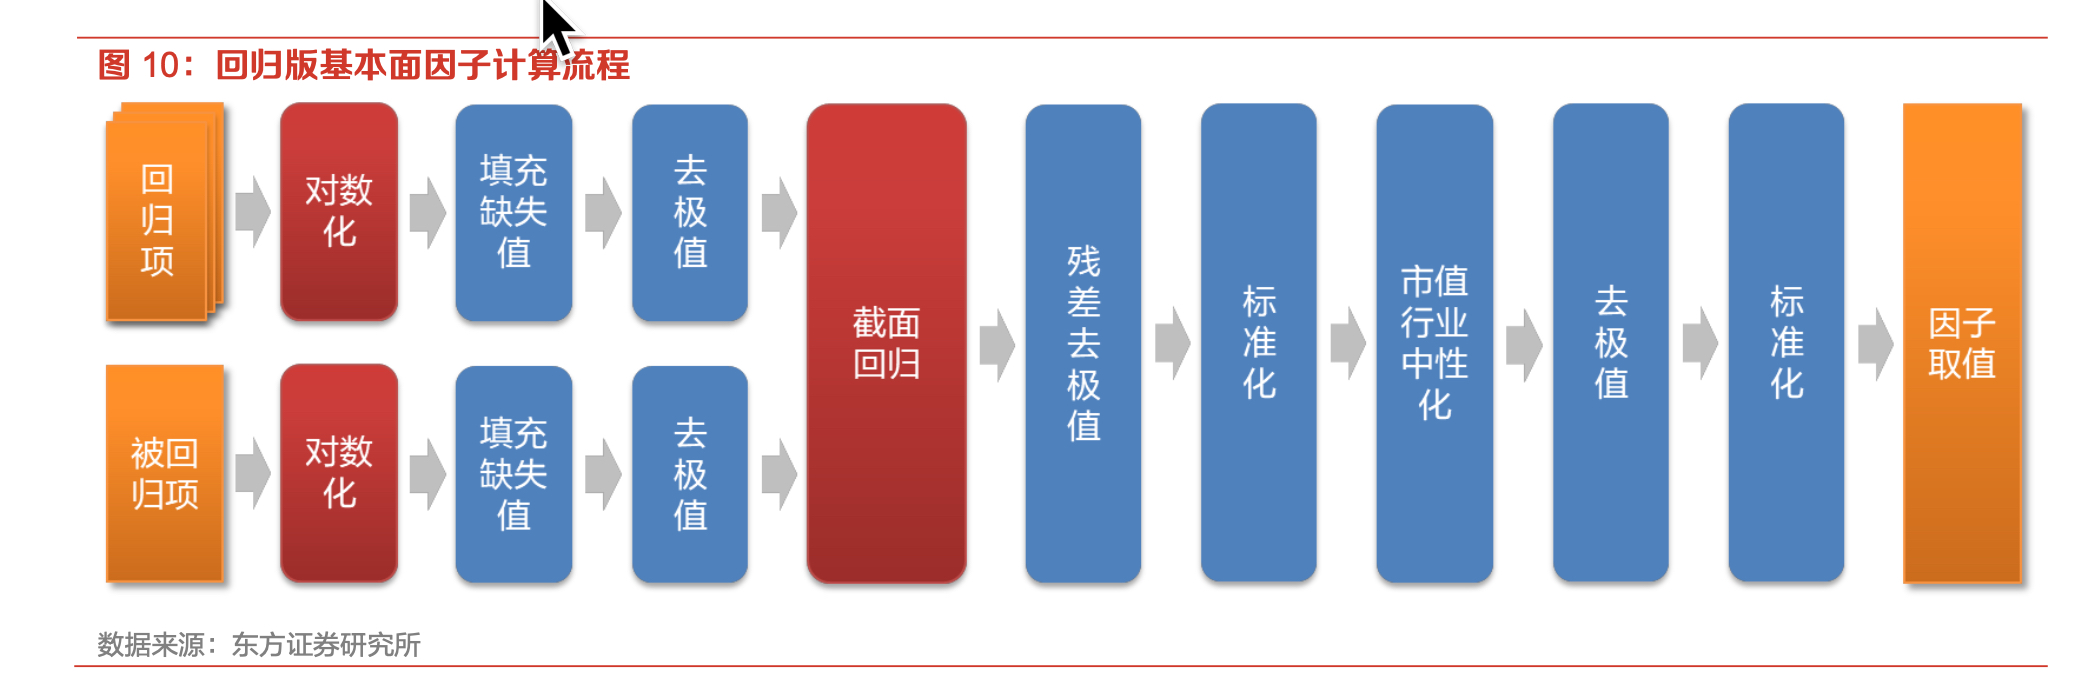 图 10：回归版基本面因子计算流程
回
归
项
对数
化
填充
缺失
值
去
极
值
被回
归项
对数
化
填充
缺失
值
去
极
值
截面
回归
残
差
去
极
值
标
准
化
市值
行业
中性
化
去
极
值
标
准
化
因子
取值
数据来源：东方证券研究所